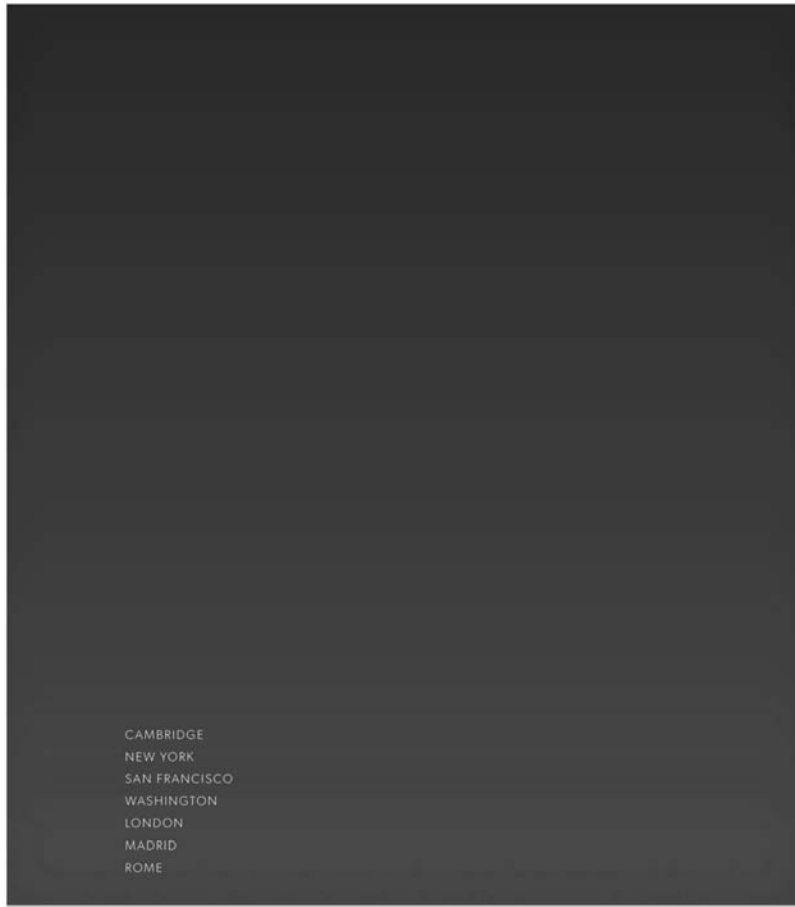 CAMBRIDGE
NEW YORK
SAN FRANCISCO
WASHINGTON
LONDON
MADRID
ROME